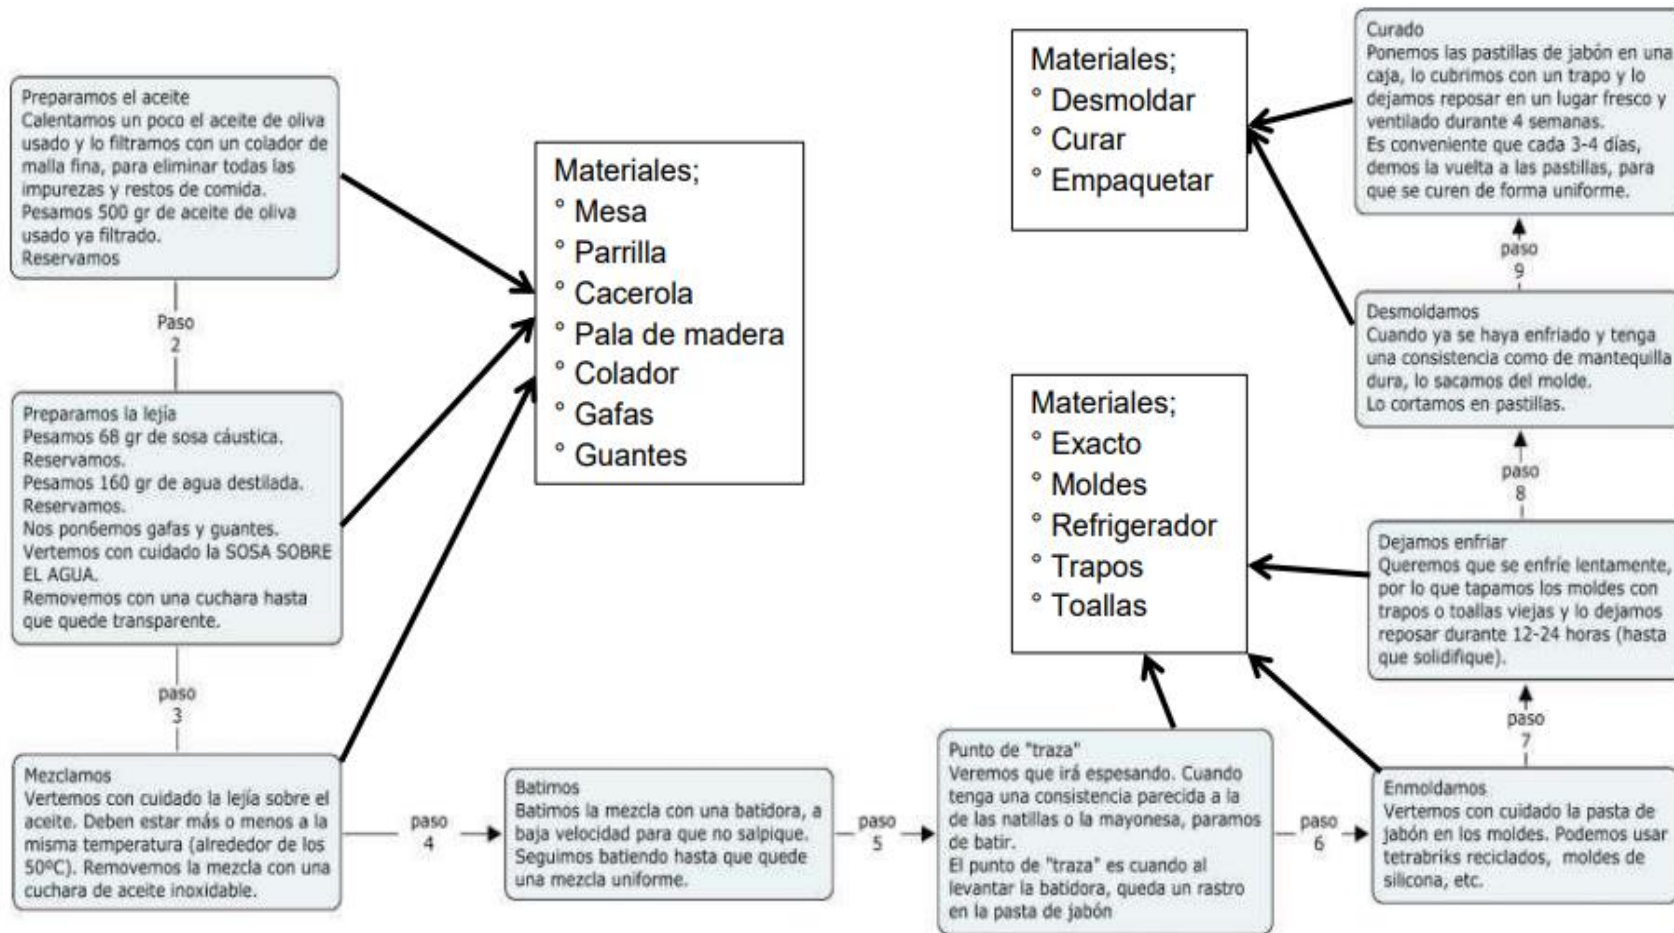 Preparamos el aceite
Calentamos un poco el aceite de oliva
usado y lo filtramos con un colador de
malla fina, para eliminar todas las
impurezas y restos de comida.
Pesamos 500 gr de aceite de oliva
usado ya filtrado.
Reservamos
Paso
2
Preparamos la lejía
Pesamos 68 gr de sosa cáustica.
Reservamos.
Pesamos 160 gr de agua destilada.
Reservamos.
Nos pon6emos gafas y guantes.
Vertemos con cuidado la SOSA SOBRE
EL AGUA.
Removemos con una cuchara hasta
que quede transparente.
paso
3
Mezclamos
Vertemos con cuidado la lejía sobre el
aceite. Deben estar más o menos a la
misma temperatura (alrededor de los
50ºC). Removemos la mezcla con una
cuchara de aceite inoxidable.
paso
4
Batimos
Batimos la mezcla con una batidora, a
baja velocidad para que no salpique.
Seguimos batiendo hasta que quede
una mezcla uniforme.
paso
5
Punto de "traza"
Veremos que irá espesando. Cuando
tenga una consistencia parecida a la
de las natillas o la mayonesa, paramos
de batir.
El punto de "traza" es cuando al
levantar la batidora, queda un rastro
en la pasta de jabón
paso
6
Enmoldamos
Vertemos con cuidado la pasta de
jabón en los moldes. Podemos usar
tetrabriks reciclados, moldes de
silicona, etc.
paso
7
Dejamos enfriar
Queremos que se enfríe lentamente,
por lo que tapamos los moldes con
trapos o toallas viejas y lo dejamos
reposar durante 12-24 horas (hasta
que solidifique).
paso
8
Desmoldamos
Cuando ya se haya enfriado y tenga
una consistencia como de mantequilla
dura, lo sacamos del molde.
Lo cortamos en pastillas.
paso
9
Curado
Ponemos las pastillas de jabón en una
caja, lo cubrimos con un trapo y lo
dejamos reposar en un lugar fresco y
ventilado durante 4 semanas.
Es conveniente que cada 3-4 días,
demos la vuelta a las pastillas, para
que se curen de forma uniforme.
Materiales;
° Mesa
° Parrilla
° Cacerola
° Pala de madera
° Colador
° Gafas
° Guantes
Materiales;
° Desmoldar
° Curar
° Empaquetar
Materiales;
° Exacto
° Moldes
° Refrigerador
° Trapos
° Toallas